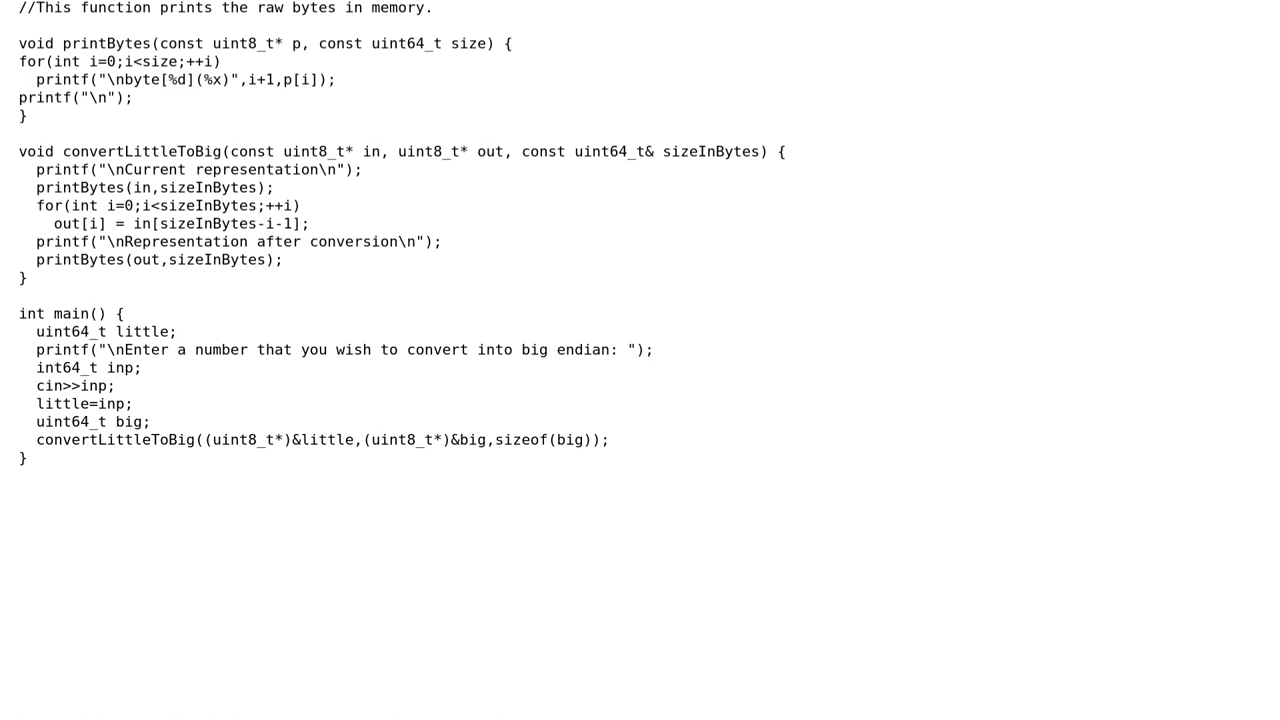 //This function prints the raw bytes in memory.
void printBytes(const uint8_t* p, const uint64_t size) {
for(int i=0;i<size;++i)
  printf("\nbyte[%d](%x)",i+1,p[i]);
printf("\n");
}
void convertLittleToBig(const uint8_t* in, uint8_t* out, const uint64_t& sizeInBytes) {
  printf("\nCurrent representation\n");
  printBytes(in,sizeInBytes);
  for(int i=0;i<sizeInBytes;++i)
    out[i] = in[sizeInBytes-i-1];
  printf("\nRepresentation after conversion\n");
  printBytes(out,sizeInBytes);
}
int main() {
  uint64_t little;
  printf("\nEnter a number that you wish to convert into big endian: ");
  int64_t inp;
  cin>>inp;
  little=inp;
  uint64_t big;
  convertLittleToBig((uint8_t*)&little,(uint8_t*)&big,sizeof(big));
}